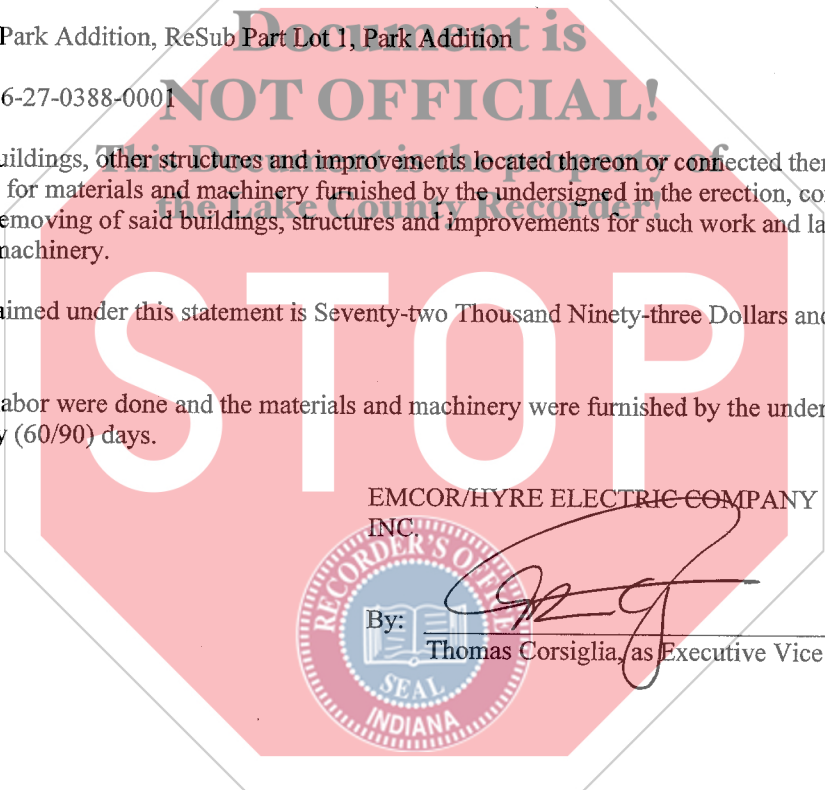 Document is
Park Addition, ReSub Part Lot 1, Park Addition
NOT OFFICIAL!
6-27-0388-0001
This Document is the property of
uildings, other structures and improvements located thereon or connected ther
for materials and machinery furnished by the undersigned in the erection, co
the Lake County Recorder!
emoving of said buildings, structures and improvements for such work and la
machinery.
STOP
aimed under this statement is Seventy-two Thousand Ninety-three Dollars and
abor were done and the materials and machinery were furnished by the under
y (60/90) days.
EMCOR/HYRE ELECTRIC COMPANY
INC.
RECORDER'S OFFICE
By:
Thomas Corsiglia, as Executive Vice
SEAL
INDIANA